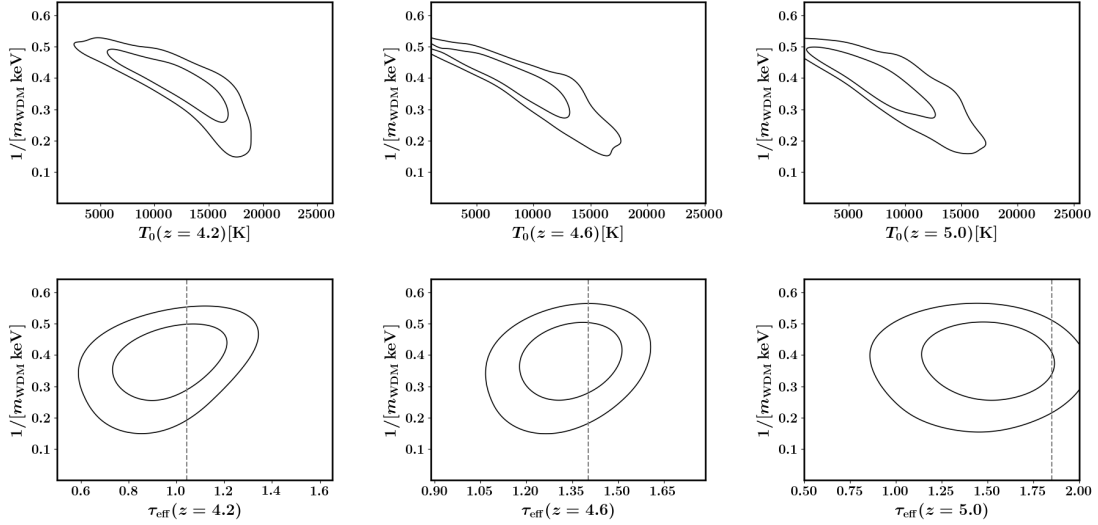 0.6
0.5
0.4
0.3
0.2
0.1
1/[m_WDM keV]
5000 10000 15000 20000 25000
T_0(z = 4.2)[K]
0.6
0.5
0.4
0.3
0.2
0.1
1/[m_WDM keV]
5000 10000 15000 20000 25000
T_0(z = 4.6)[K]
0.6
0.5
0.4
0.3
0.2
0.1
1/[m_WDM keV]
5000 10000 15000 20000 25000
T_0(z = 5.0)[K]
0.6
0.5
0.4
0.3
0.2
0.1
1/[m_WDM keV]
0.6 0.8 1.0 1.2 1.4 1.6
τ_eff(z = 4.2)
0.6
0.5
0.4
0.3
0.2
0.1
1/[m_WDM keV]
0.90 1.05 1.20 1.35 1.50 1.65
τ_eff(z = 4.6)
0.6
0.5
0.4
0.3
0.2
0.1
1/[m_WDM keV]
0.50 0.75 1.00 1.25 1.50 1.75 2.00
τ_eff(z = 5.0)